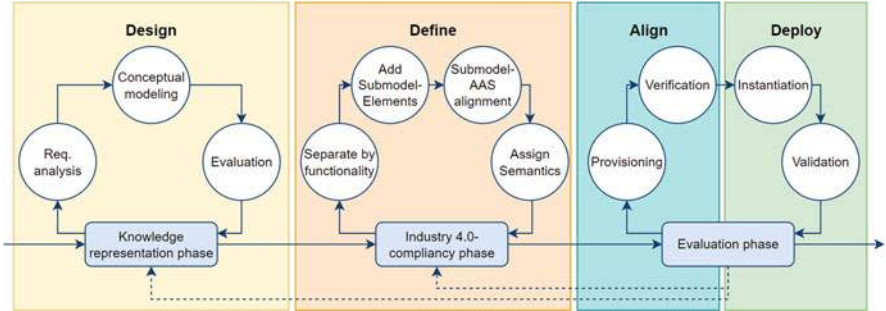 Design
Define
Align
Deploy
Conceptual
modeling
Req.
analysis
Evaluation
Knowledge
representation phase
Add
Submodel-
Elements
Submodel-
AAS
alignment
Separate by
functionality
Assign
Semantics
Industry 4.0-
compliancy phase
Verification
Instantiation
Provisioning
Validation
Evaluation phase